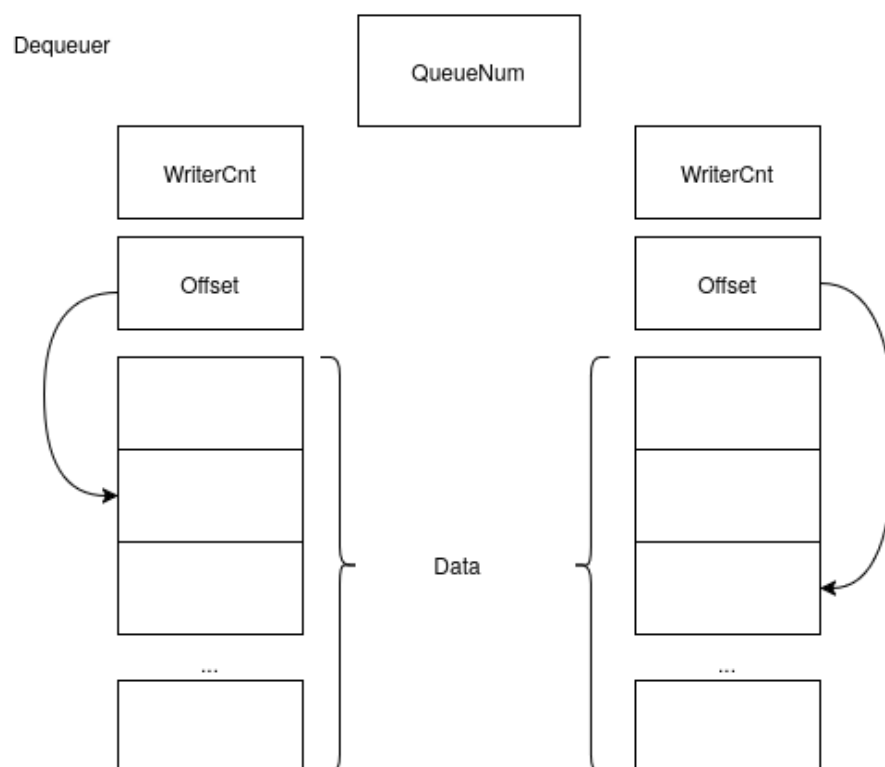 Dequeuer
QueueNum
WriterCnt
WriterCnt
Offset
Offset
Data
...
...